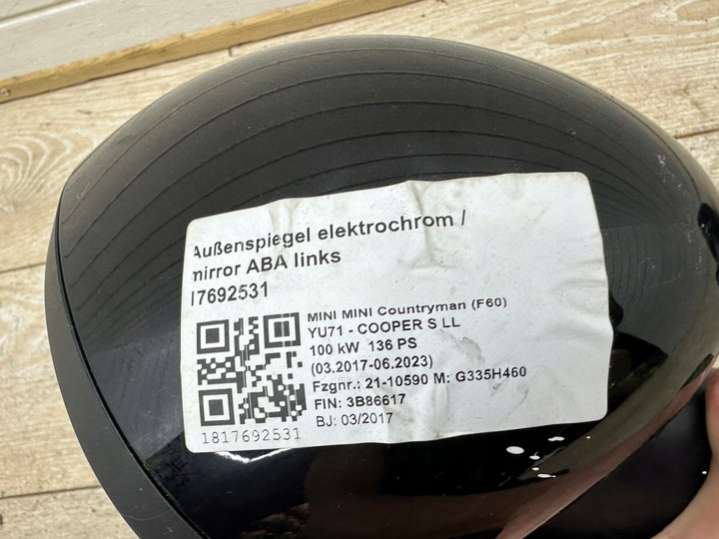 Außenspiegel elektrochrom /
mirror ABA links
17692531
MINI MINI Countryman (F60)
YU71 - COOPER S LL
100 kW 136 PS
(03.2017-06.2023)
Fzgnr.: 21-10590 M: G335H460
FIN: 3B86617
BJ: 03/2017
1817692531